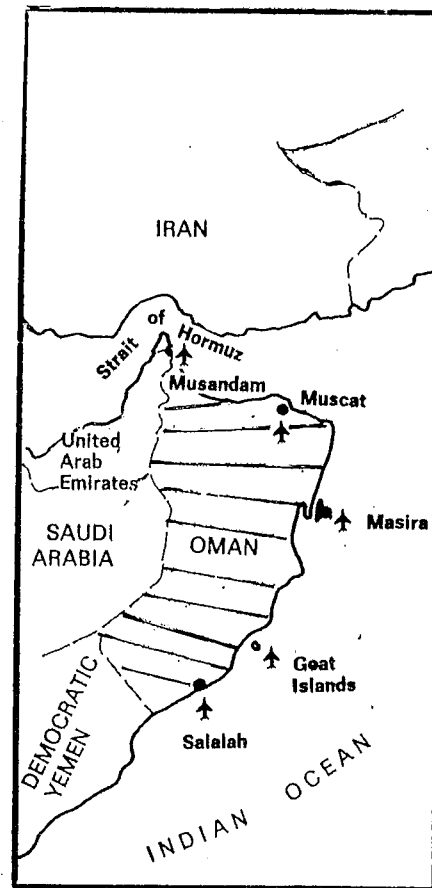 IRAN
Strait of Hormuz
Musandam
Muscat
United
Arab
Emirates
SAUDI
ARABIA
OMAN
Masira
Goat
Islands
Salalah
DEMOCRATIC
YEMEN
INDIAN OCEAN